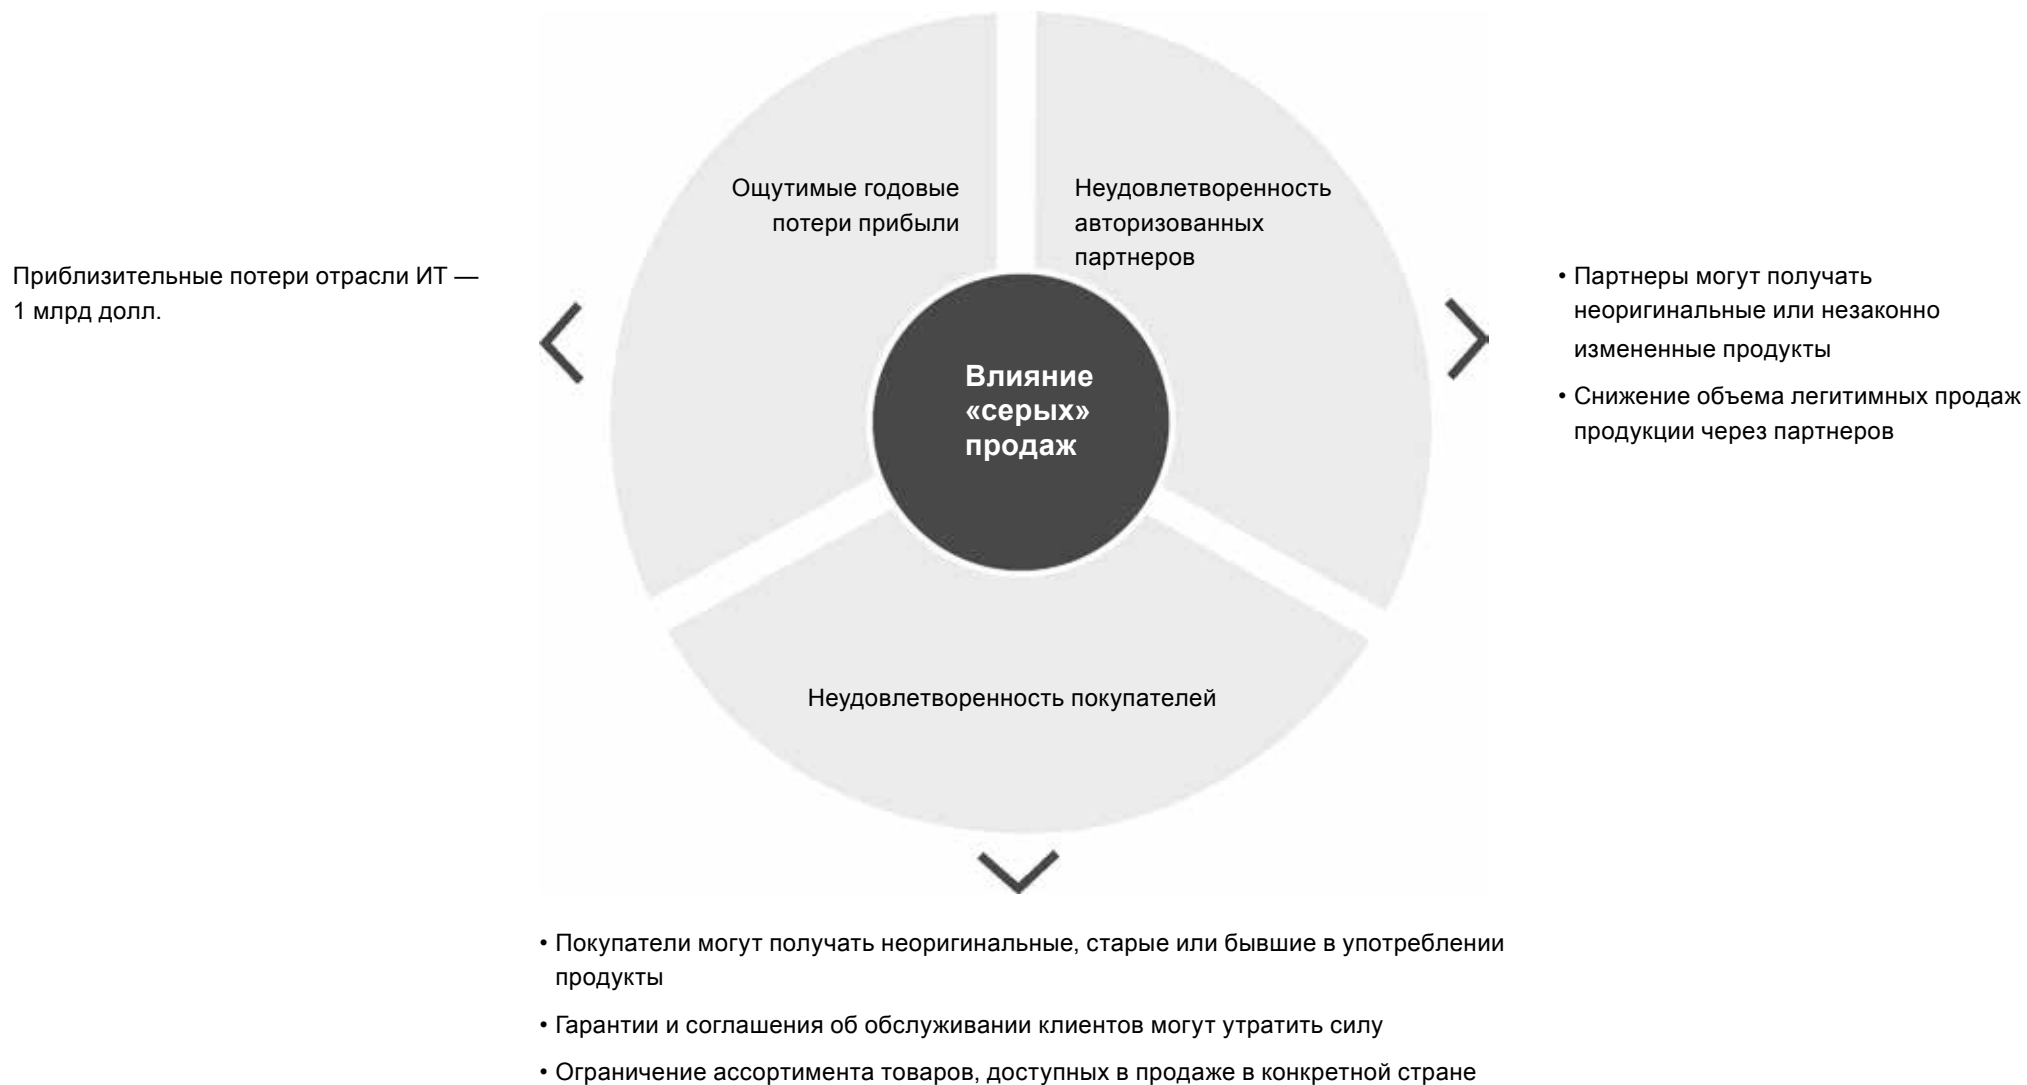 Ощутимые годовые
потери прибыли
Неудовлетворенность
авторизованных
партнеров
Приблизительные потери отрасли ИТ —
1 млрд долл.
• Партнеры могут получать
неоригинальные или незаконно
измененные продукты
• Снижение объема легитимных продаж
продукции через партнеров
Влияние
«серых»
продаж
Неудовлетворенность покупателей
• Покупатели могут получать неоригинальные, старые или бывшие в употреблении
продукты
• Гарантии и соглашения об обслуживании клиентов могут утратить силу
• Ограничение ассортимента товаров, доступных в продаже в конкретной стране